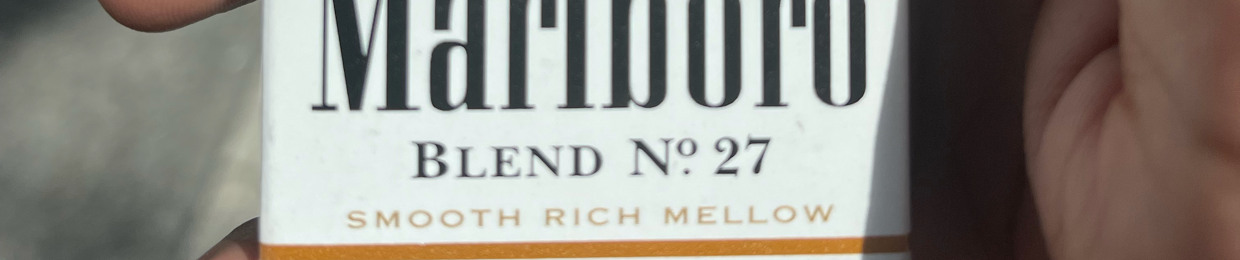 Marlboro
BLEND Nº 27
SMOOTH RICH MELLOW